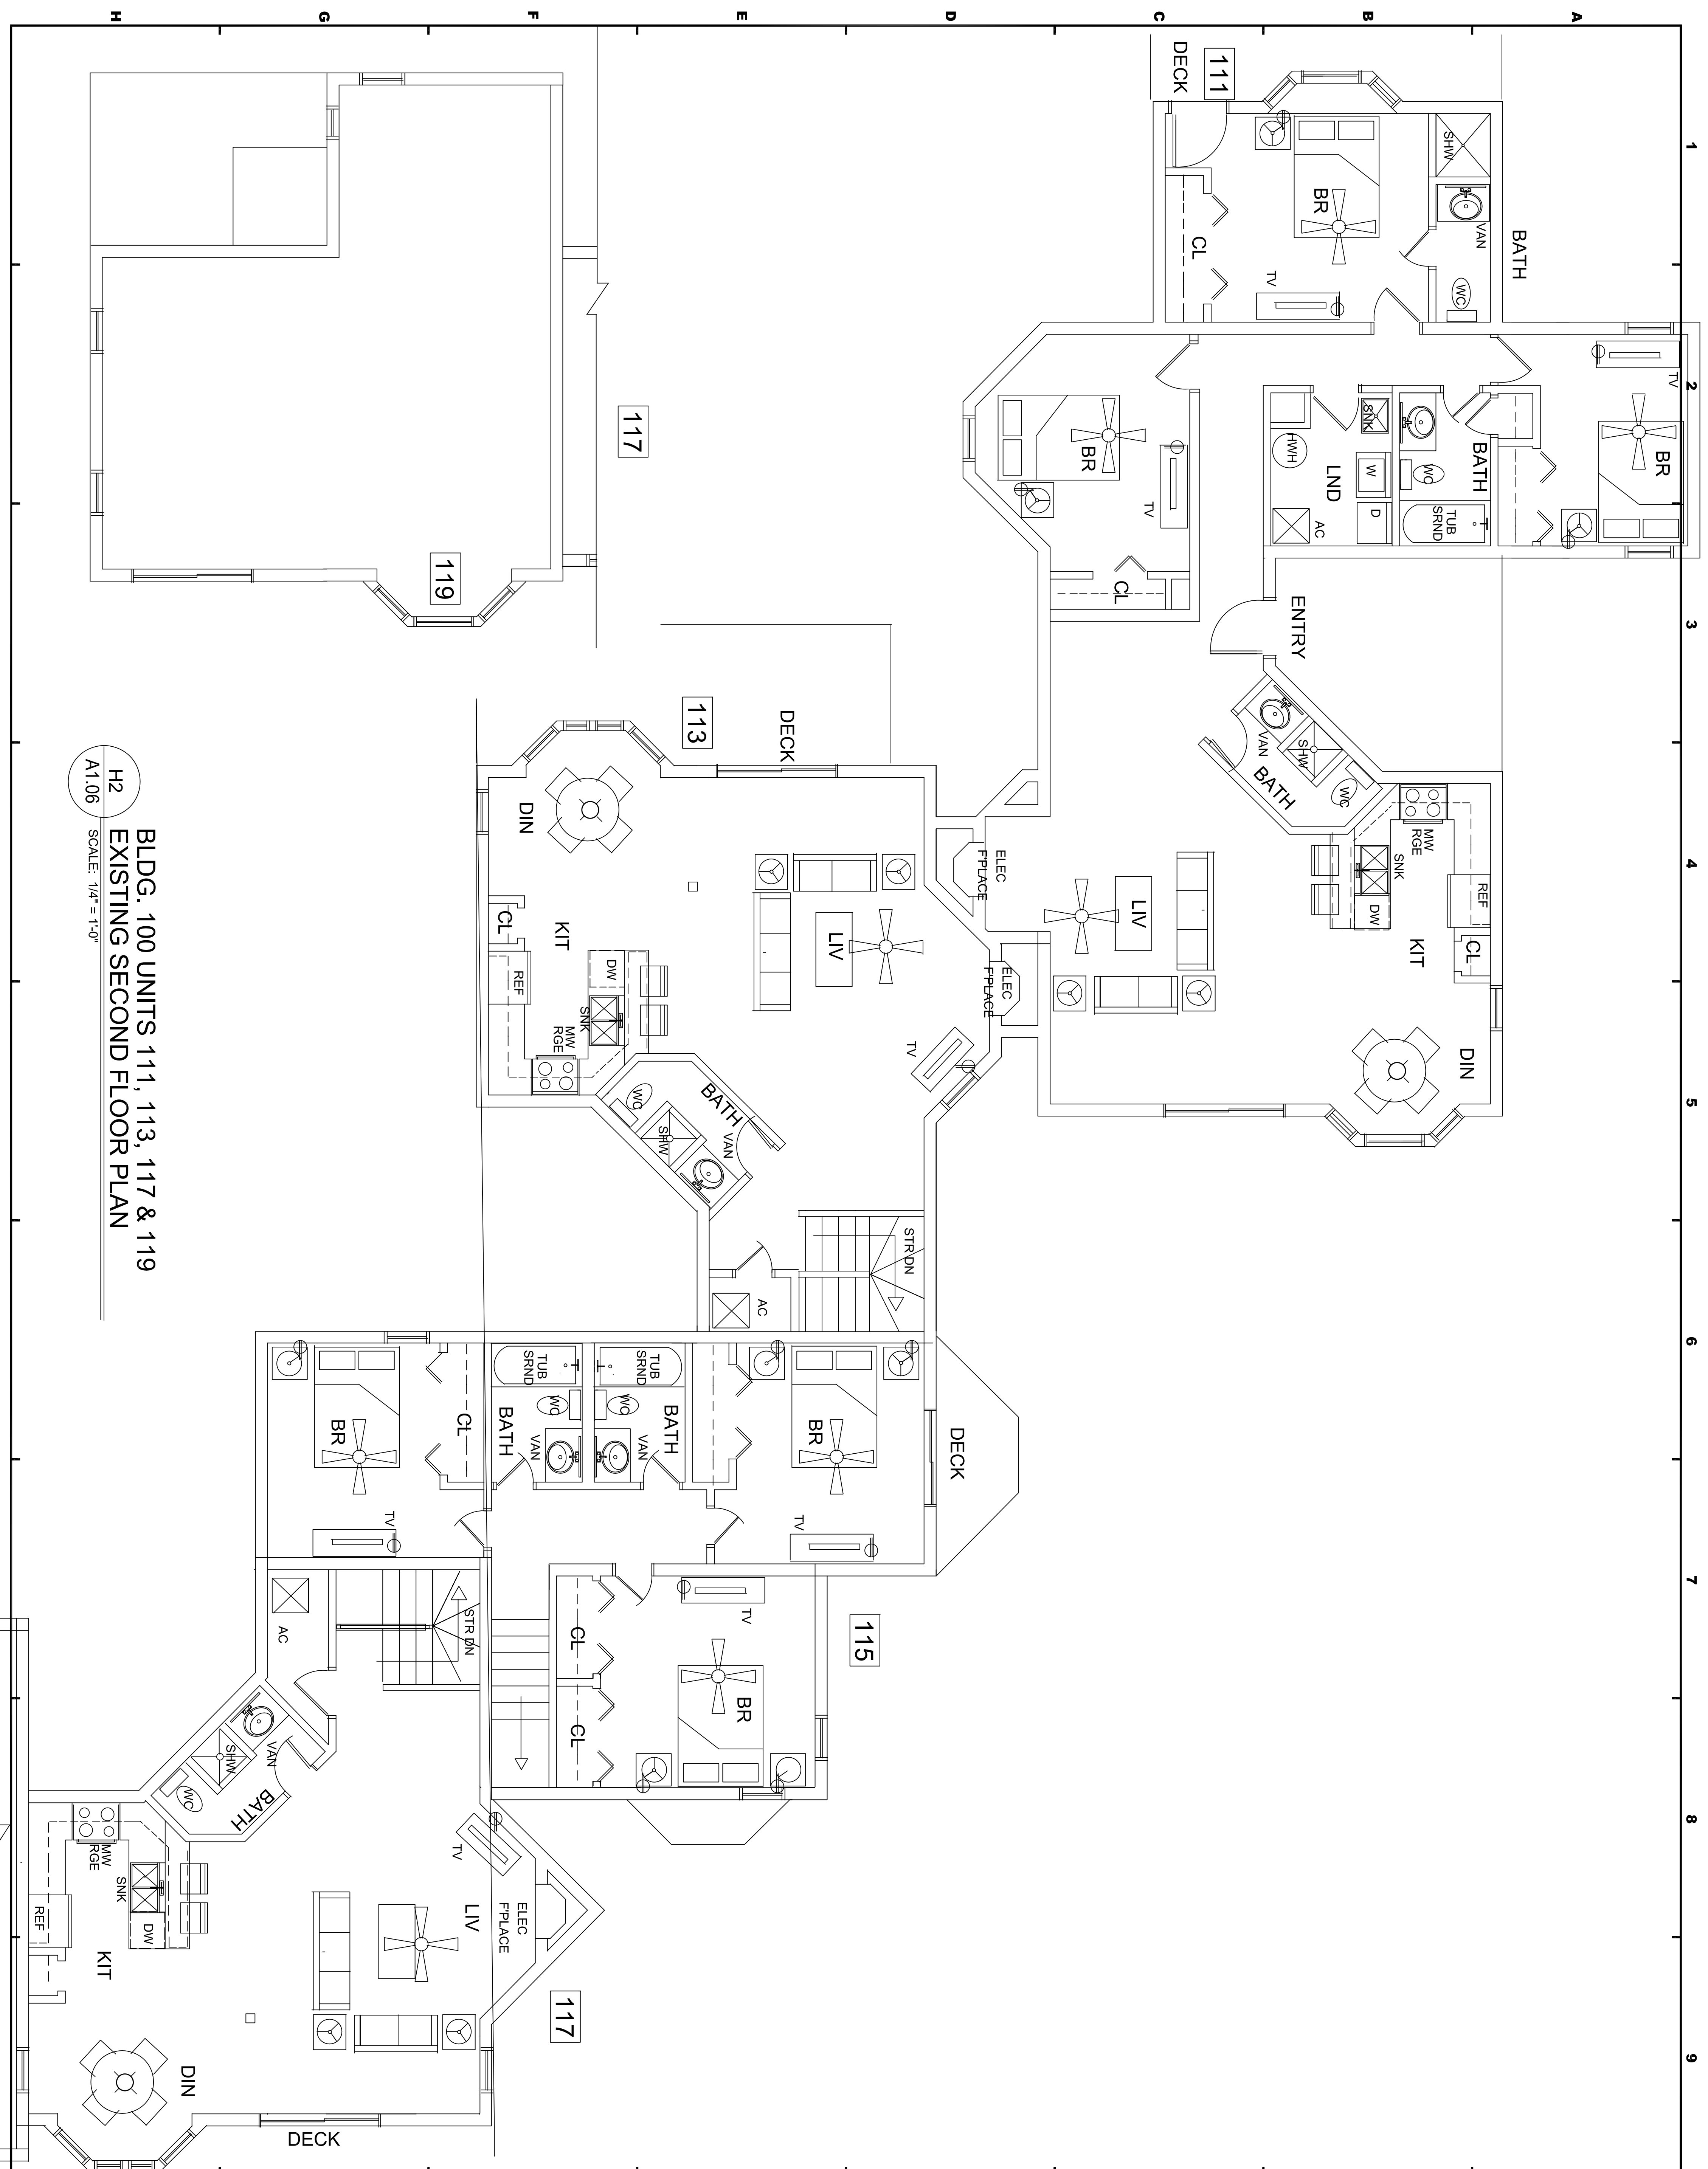 1 2 3 4 5 6 7 8 9
A
B
C
D
E
F
G
H
TV
BR
BATH
SHW
VAN
WC
BR
TV
CL
111
DECK
BATH
WC
TUB
SRND
SNK
W
D
LND
HWH
AC
BR
TV
CL
ENTRY
VAN
SHW
WC
BATH
MW
RGE
REF
SNK
DW
CL
KIT
DIN
LIV
ELEC
F'PLACE
ELEC
F'PLACE
DECK
113
LIV
TV
DIN
KIT
CL
REF
DW
SNK
MW
RGE
BATH
WC
SHW
VAN
STR DN
AC
DECK
BR
TV
BATH
VAN
WC
TUB
SRND
TUB
SRND
WC
VAN
BATH
CL
BR
TV
115
TV
BR
CL
CL
STR DN
AC
VAN
SHW
WC
BATH
117
TV
ELEC
F'PLACE
LIV
MW
RGE
SNK
DW
REF
KIT
DIN
DECK
117
119
BLDG. 100 UNITS 111, 113, 117 & 119
EXISTING SECOND FLOOR PLAN
H2
A1.06
SCALE: 1/4" = 1'-0"